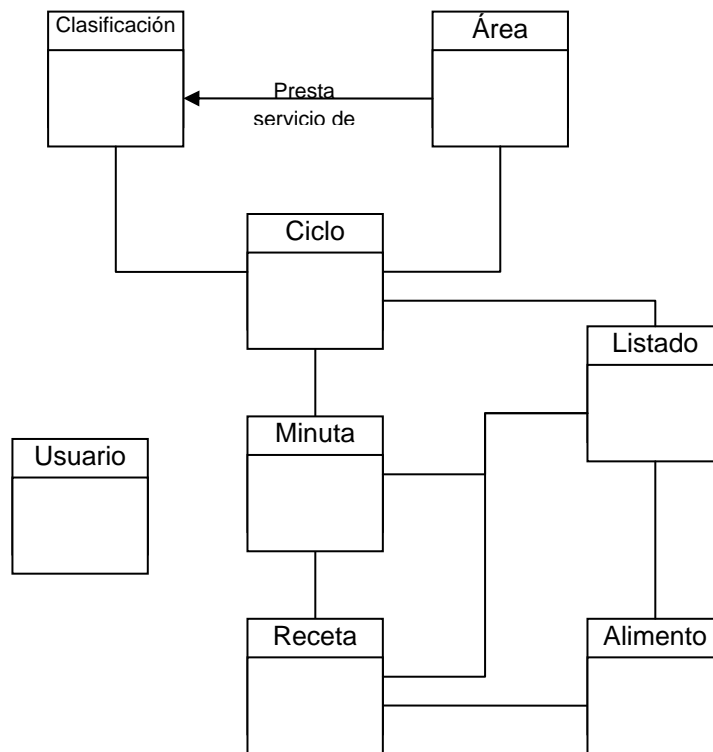 Clasificación
Área
Presta
servicio de
Ciclo
Listado
Minuta
Usuario
Receta
Alimento